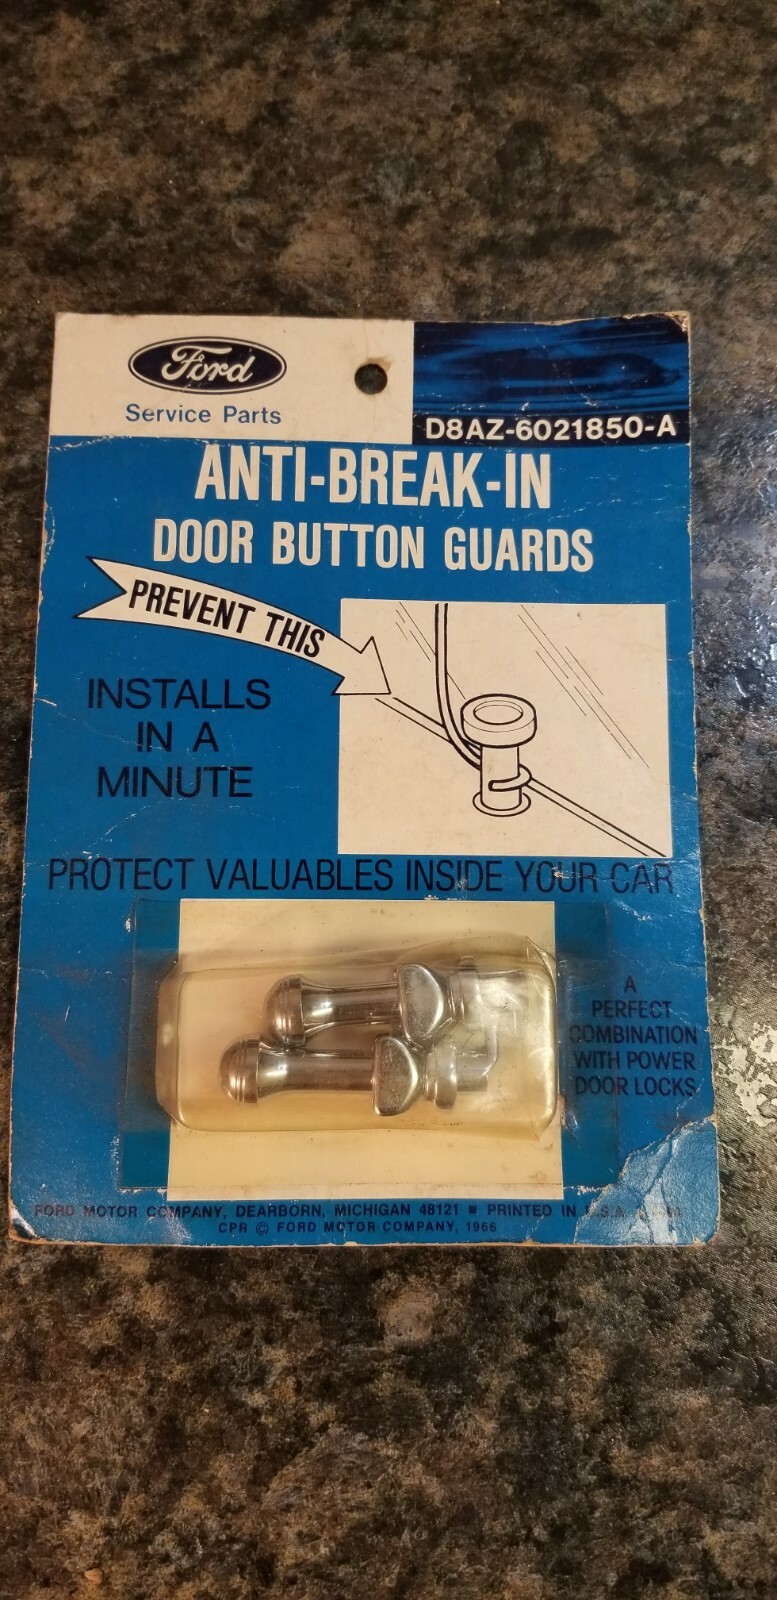 Ford
Service Parts
D8AZ-6021850-A
ANTI-BREAK-IN
DOOR BUTTON GUARDS
PREVENT THIS
INSTALLS
IN A
MINUTE
PROTECT VALUABLES INSIDE YOUR CAR
A
PERFECT
COMBINATION
WITH POWER
DOOR LOCKS
FORD MOTOR COMPANY, DEARBORN, MICHIGAN 48121 ■ PRINTED IN U.S.A.
CPR © FORD MOTOR COMPANY, 1966